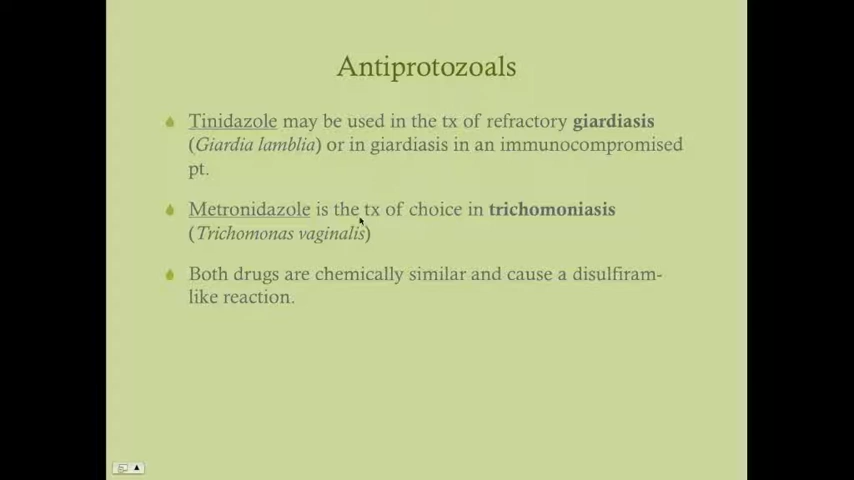 Antiprotozoals
Tinidazole may be used in the tx of refractory giardiasis
(Giardia lamblia) or in giardiasis in an immunocompromised
pt.
Metronidazole is the tx of choice in trichomoniasis
(Trichomonas vaginalis)
Both drugs are chemically similar and cause a disulfiram-
like reaction.